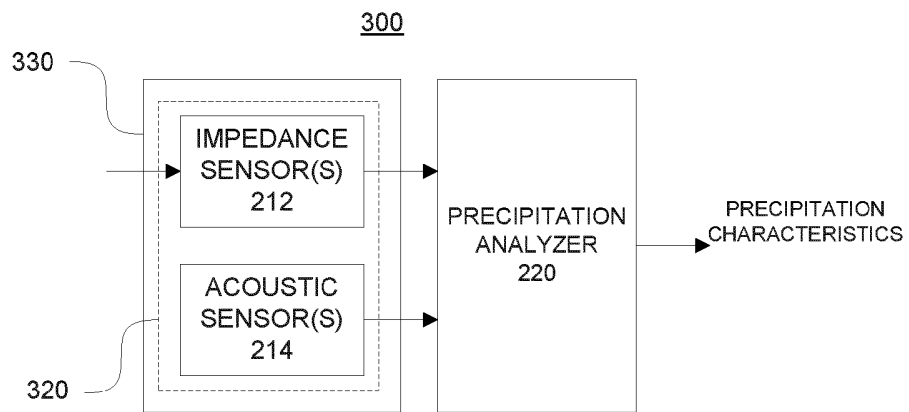 300
330
IMPEDANCE
SENSOR(S)
212
ACOUSTIC
SENSOR(S)
214
320
PRECIPITATION
ANALYZER
220
PRECIPITATION
CHARACTERISTICS